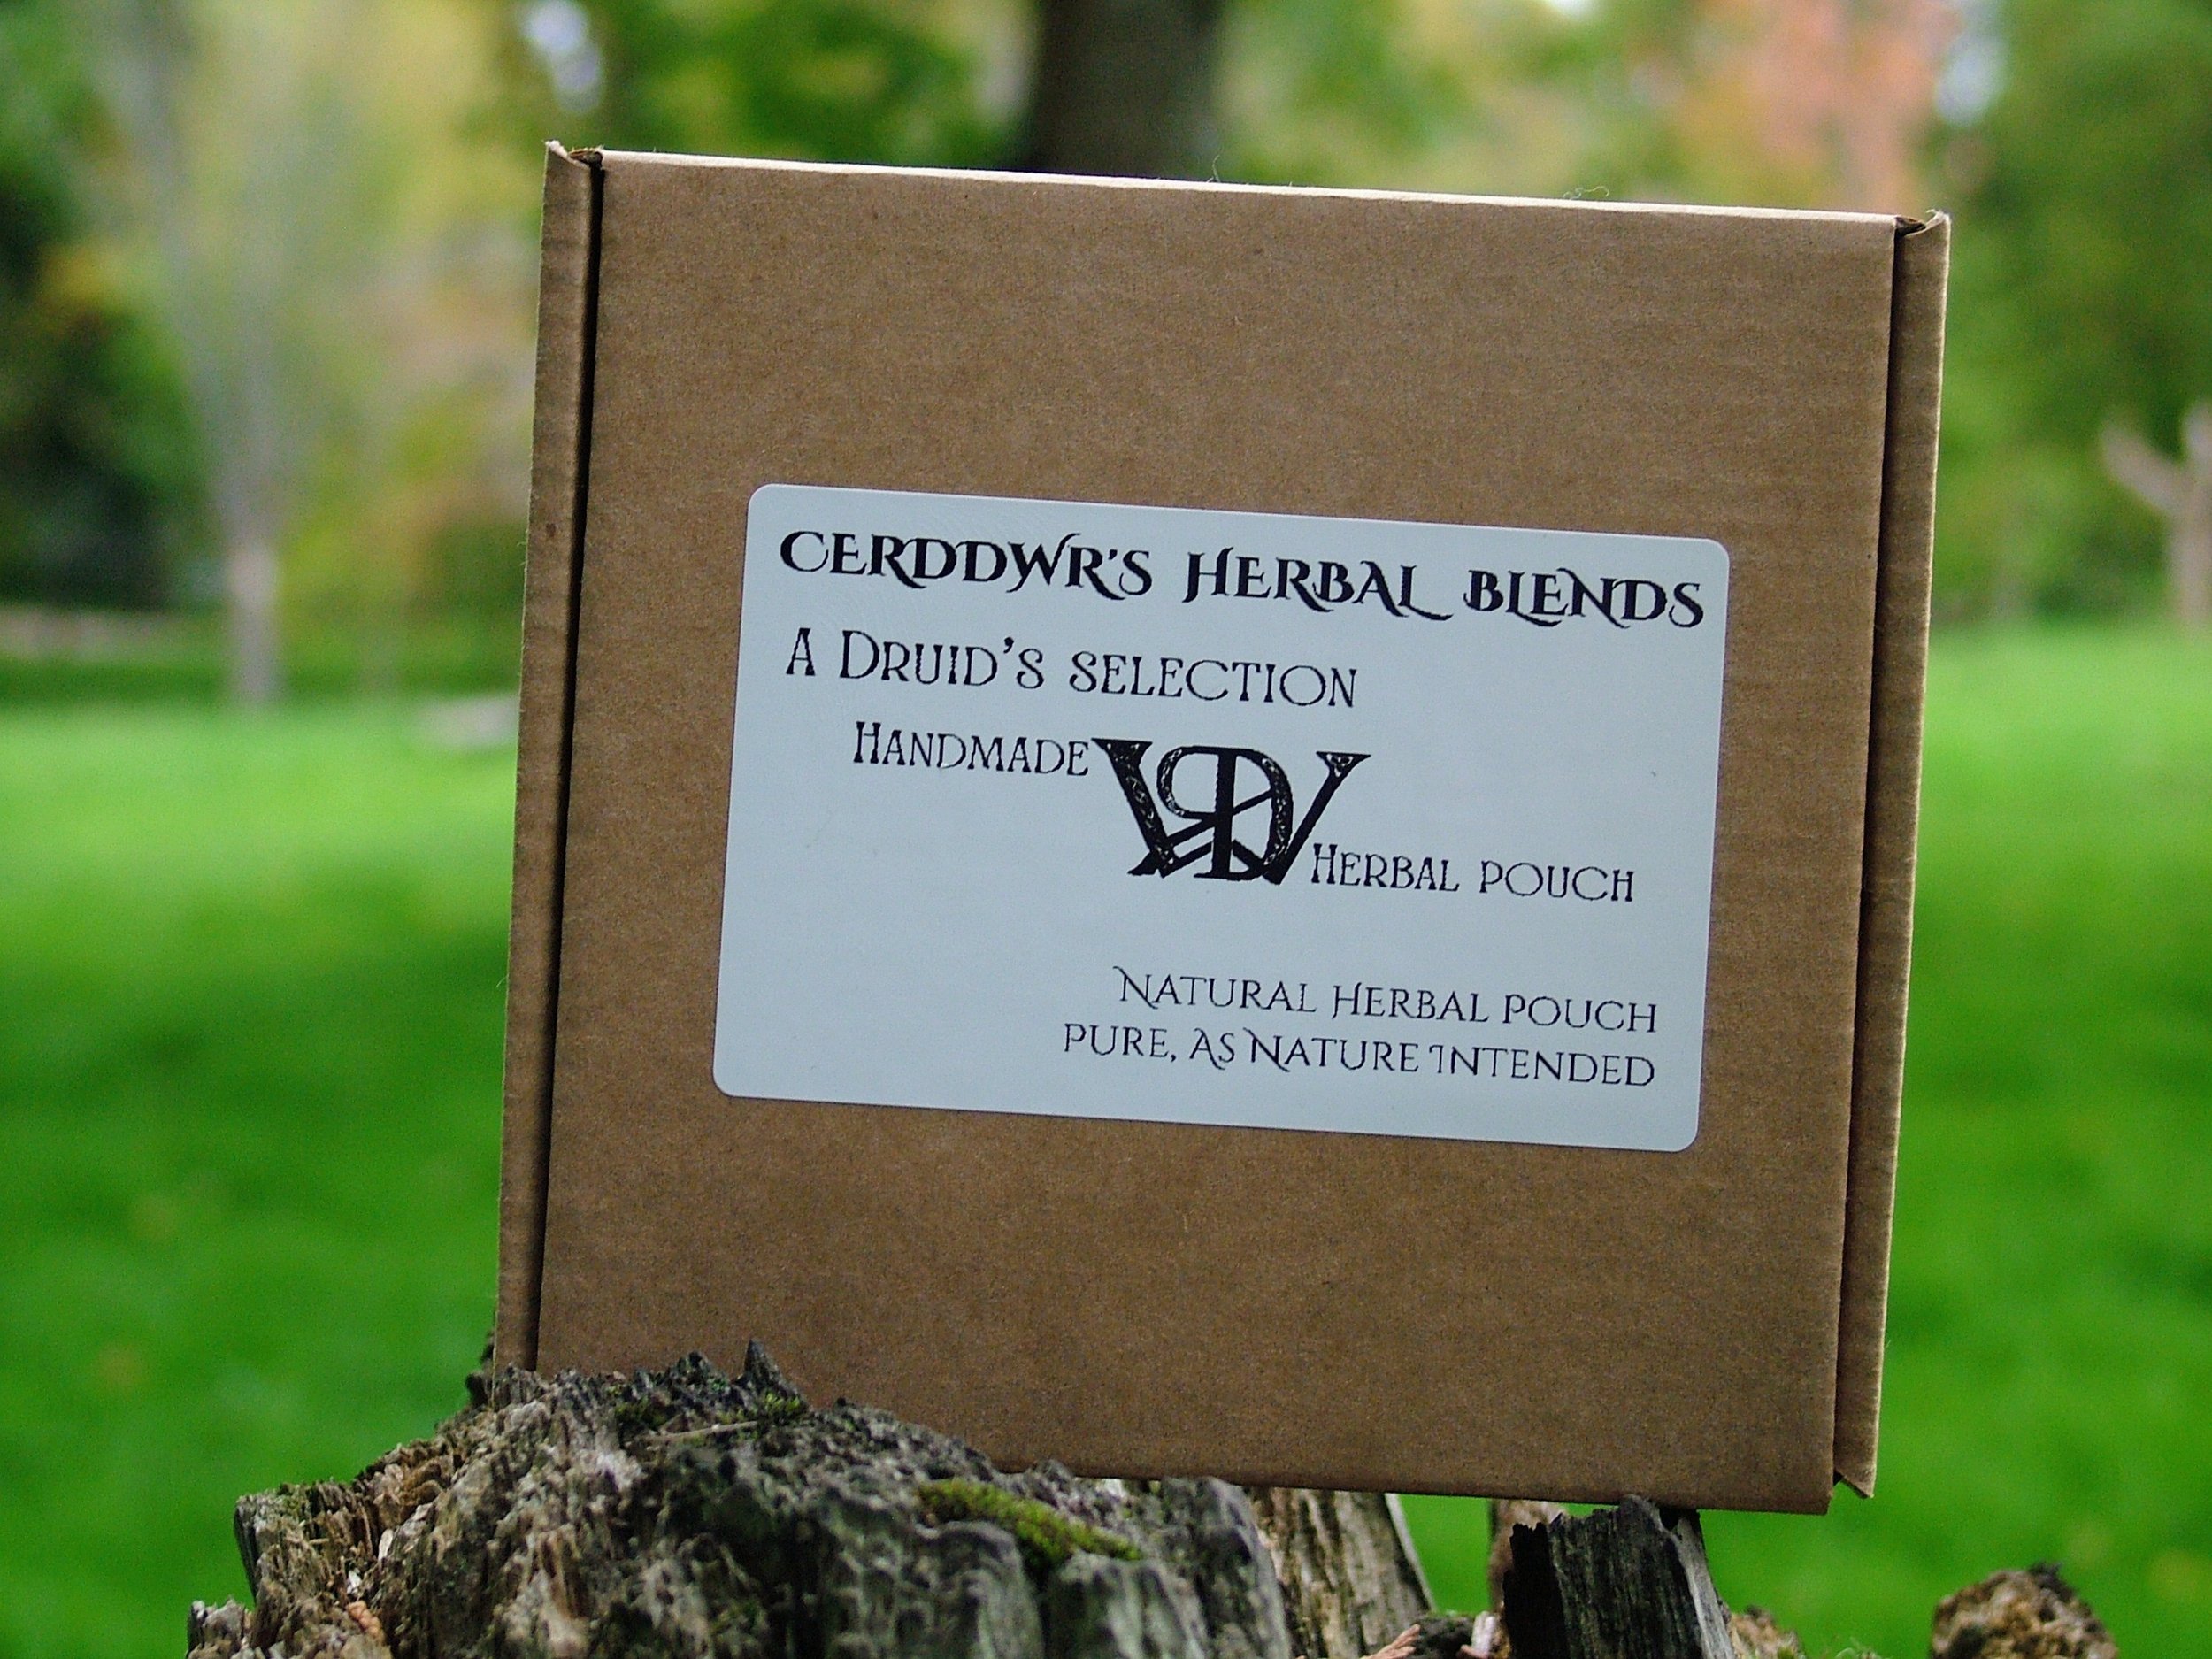 Cerddwr's Herbal Blends
A Druid's selection
Handmade
Herbal pouch
Natural Herbal Pouch
Pure, As Nature Intended